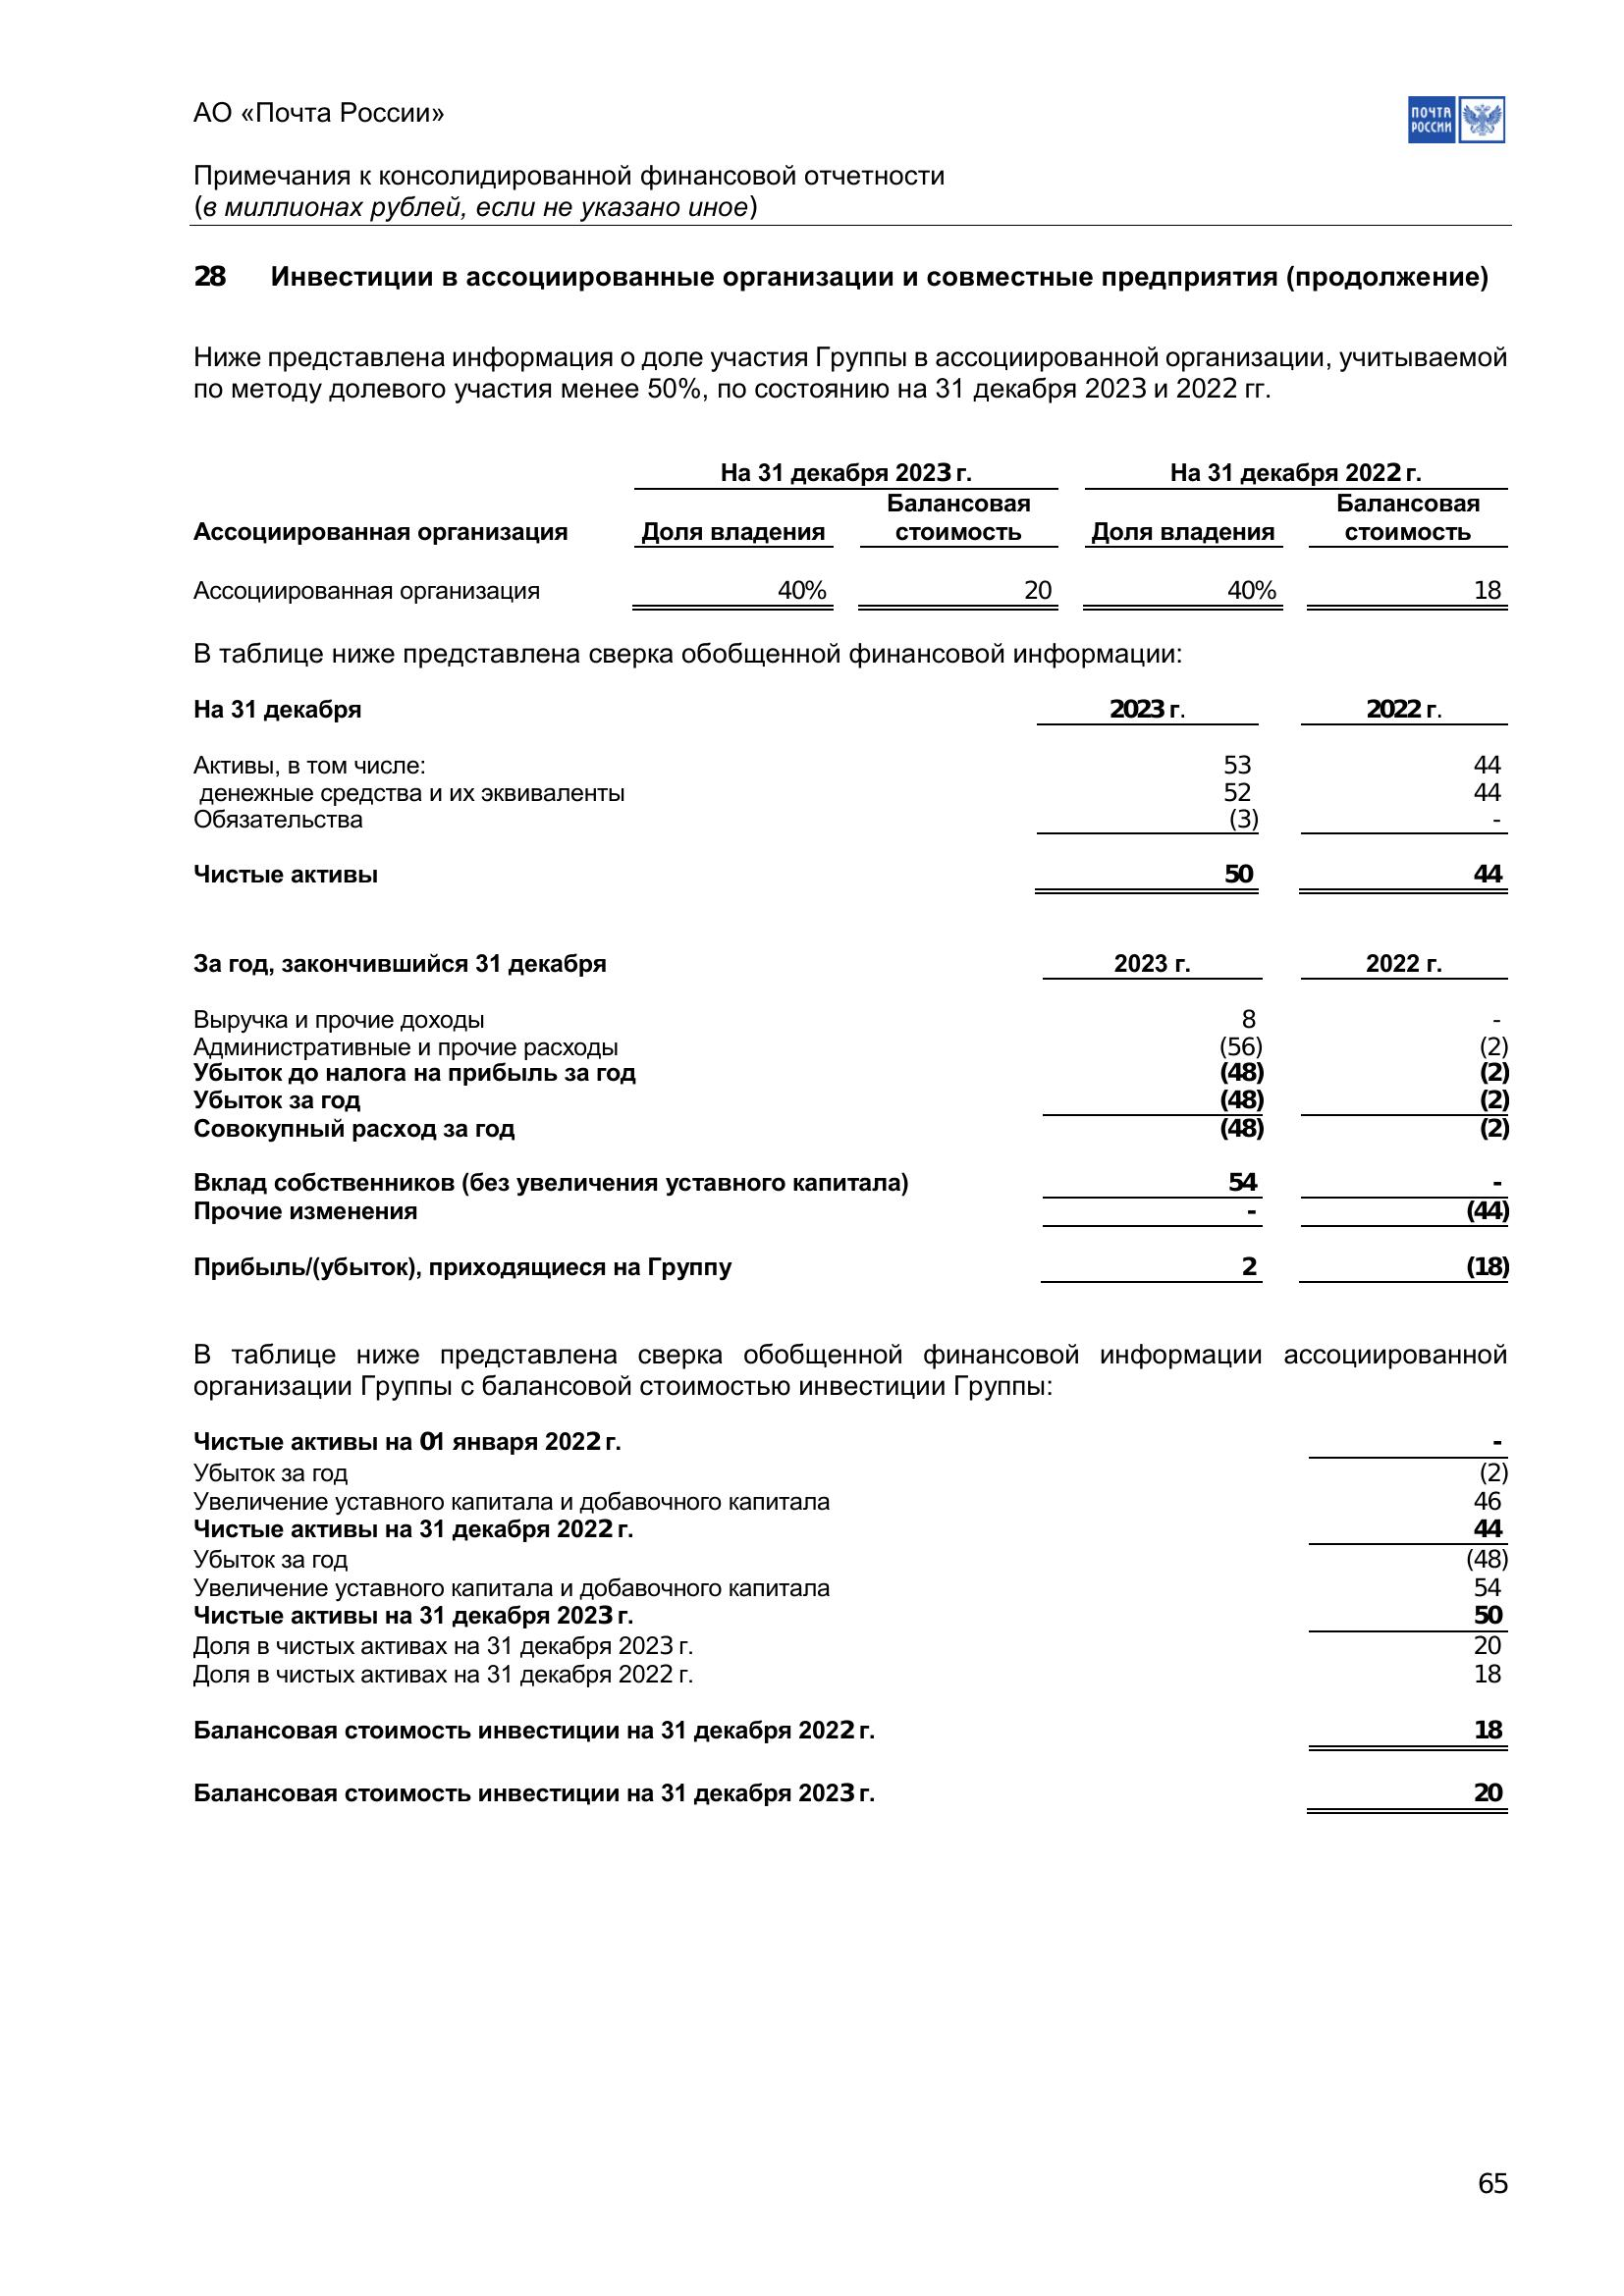 АО «Почта России»
ПОЧТА
РОССИИ
Примечания к консолидированной финансовой отчетности
(в миллионах рублей, если не указано иное)
28 Инвестиции в ассоциированные организации и совместные предприятия (продолжение)
Ниже представлена информация о доле участия Группы в ассоциированной организации, учитываемой
по методу долевого участия менее 50%, по состоянию на 31 декабря 2023 и 2022 гг.
На 31 декабря 2023 г. На 31 декабря 2022 г.
Балансовая Балансовая
Ассоциированная организация Доля владения стоимость Доля владения стоимость
Ассоциированная организация 40% 20 40% 18
В таблице ниже представлена сверка обобщенной финансовой информации:
На 31 декабря 2023 г. 2022 г.
Активы, в том числе: 53 44
денежные средства и их эквиваленты 52 44
Обязательства (3) -
Чистые активы 50 44
За год, закончившийся 31 декабря 2023 г. 2022 г.
Выручка и прочие доходы 8 -
Административные и прочие расходы (56) (2)
Убыток до налога на прибыль за год (48) (2)
Убыток за год (48) (2)
Совокупный расход за год (48) (2)
Вклад собственников (без увеличения уставного капитала) 54 -
Прочие изменения - (44)
Прибыль/(убыток), приходящиеся на Группу 2 (18)
В таблице ниже представлена сверка обобщенной финансовой информации ассоциированной
организации Группы с балансовой стоимостью инвестиции Группы:
Чистые активы на 01 января 2022 г. -
Убыток за год (2)
Увеличение уставного капитала и добавочного капитала 46
Чистые активы на 31 декабря 2022 г. 44
Убыток за год (48)
Увеличение уставного капитала и добавочного капитала 54
Чистые активы на 31 декабря 2023 г. 50
Доля в чистых активах на 31 декабря 2023 г. 20
Доля в чистых активах на 31 декабря 2022 г. 18
Балансовая стоимость инвестиции на 31 декабря 2022 г. 18
Балансовая стоимость инвестиции на 31 декабря 2023 г. 20
65